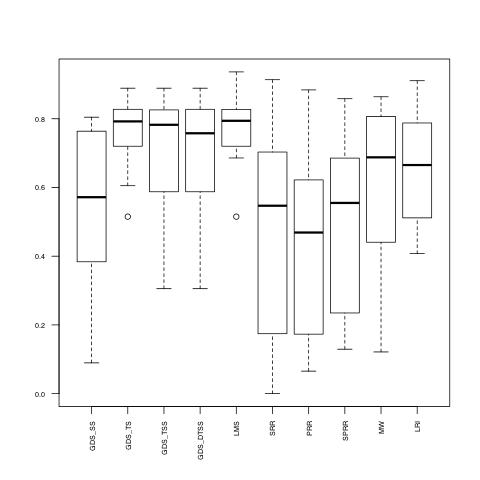 0.8
0.6
0.4
0.2
0.0
GDS_SS
GDS_TS
GDS_TSS
GDS_DTSS
LMS
SRR
PRR
SPRR
MW
LRI